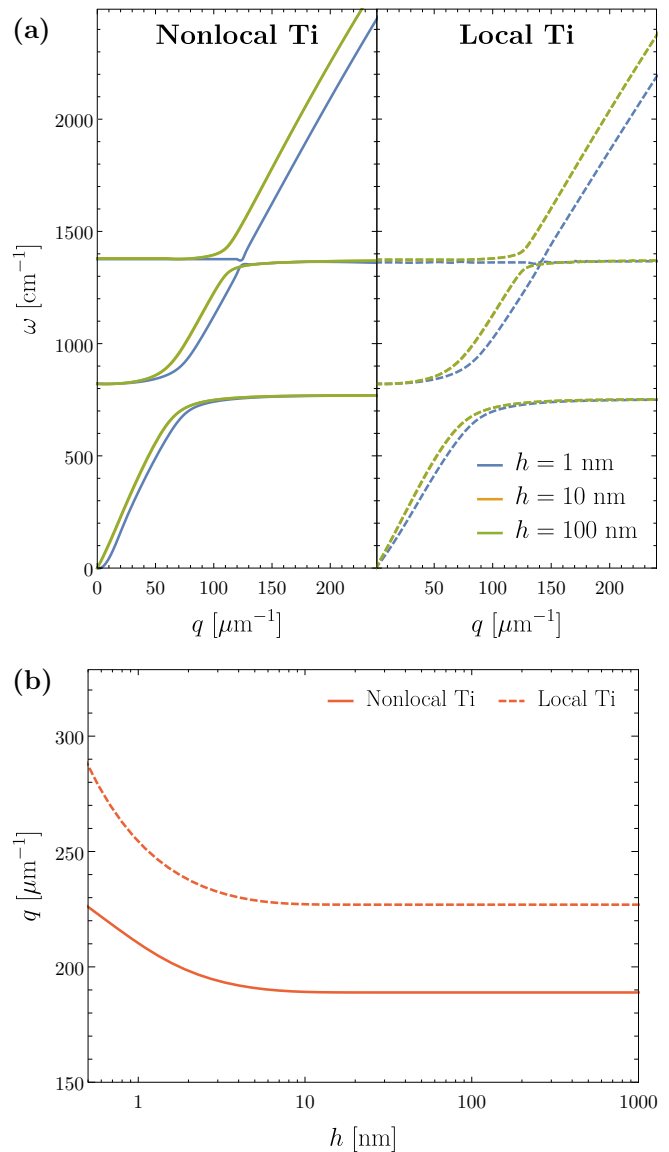 (a)
Nonlocal Ti
Local Ti
2000
1500
1000
500
0
ω [cm⁻¹]
h = 1 nm
h = 10 nm
h = 100 nm
0 50 100 150 200
50 100 150 200
q [μm⁻¹]
q [μm⁻¹]
(b)
Nonlocal Ti
Local Ti
300
250
200
150
q [μm⁻¹]
1 10 100 1000
h [nm]